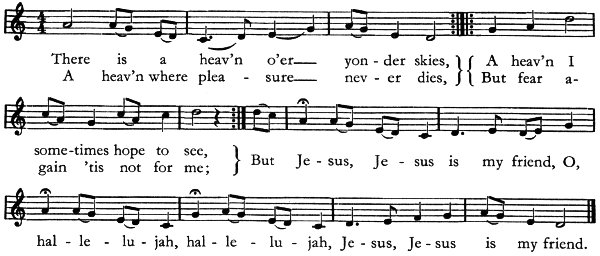 There is a heav'n o'er yon - der skies, A heav'n I
A heav'n where plea - sure nev - er dies, But fear a-
some-times hope to see,
gain 'tis not for me; But Je - sus, Je - sus is my friend, O,
hal - le - lu - jah, hal - le - lu - jah, Je - sus, Je - sus is my friend.